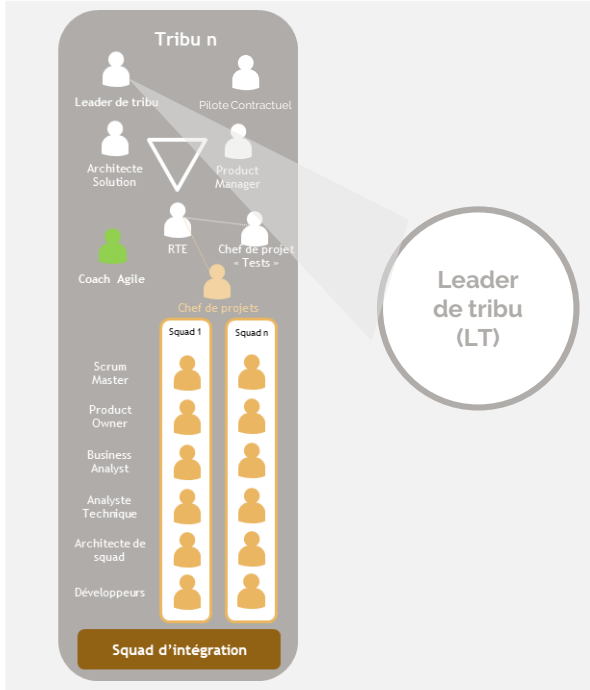 Tribu n
Leader de tribu
Pilote Contractuel
Architecte
Solution
Product
Manager
RTE
Chef de projet
« Tests »
Coach Agile
Chef de projets
Squad 1
Squad n
Scrum
Master
Product
Owner
Business
Analyst
Analyste
Technique
Architecte de
squad
Développeurs
Squad d’intégration
Leader
de tribu
(LT)